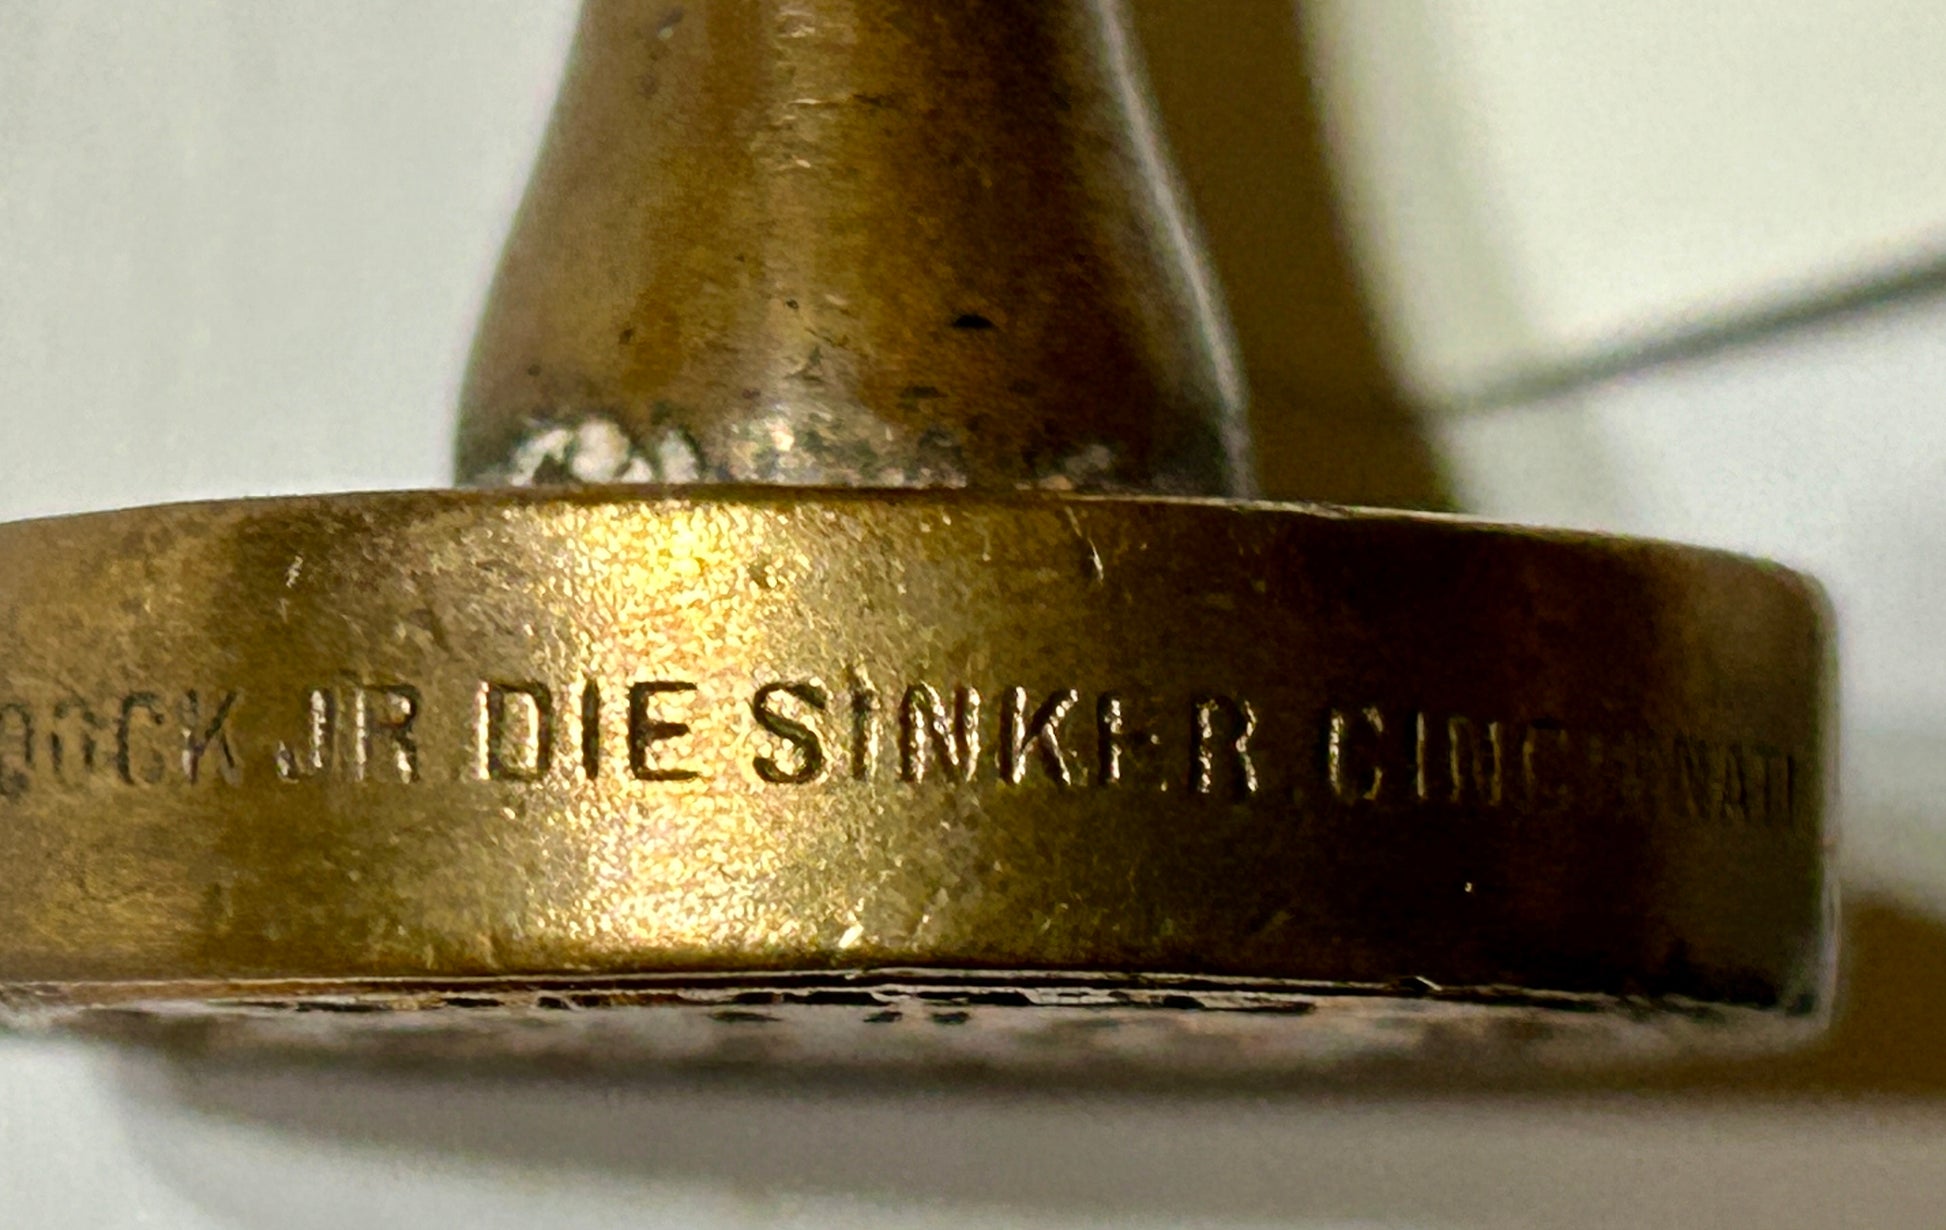 JR DIE SINKER CINCINNATI